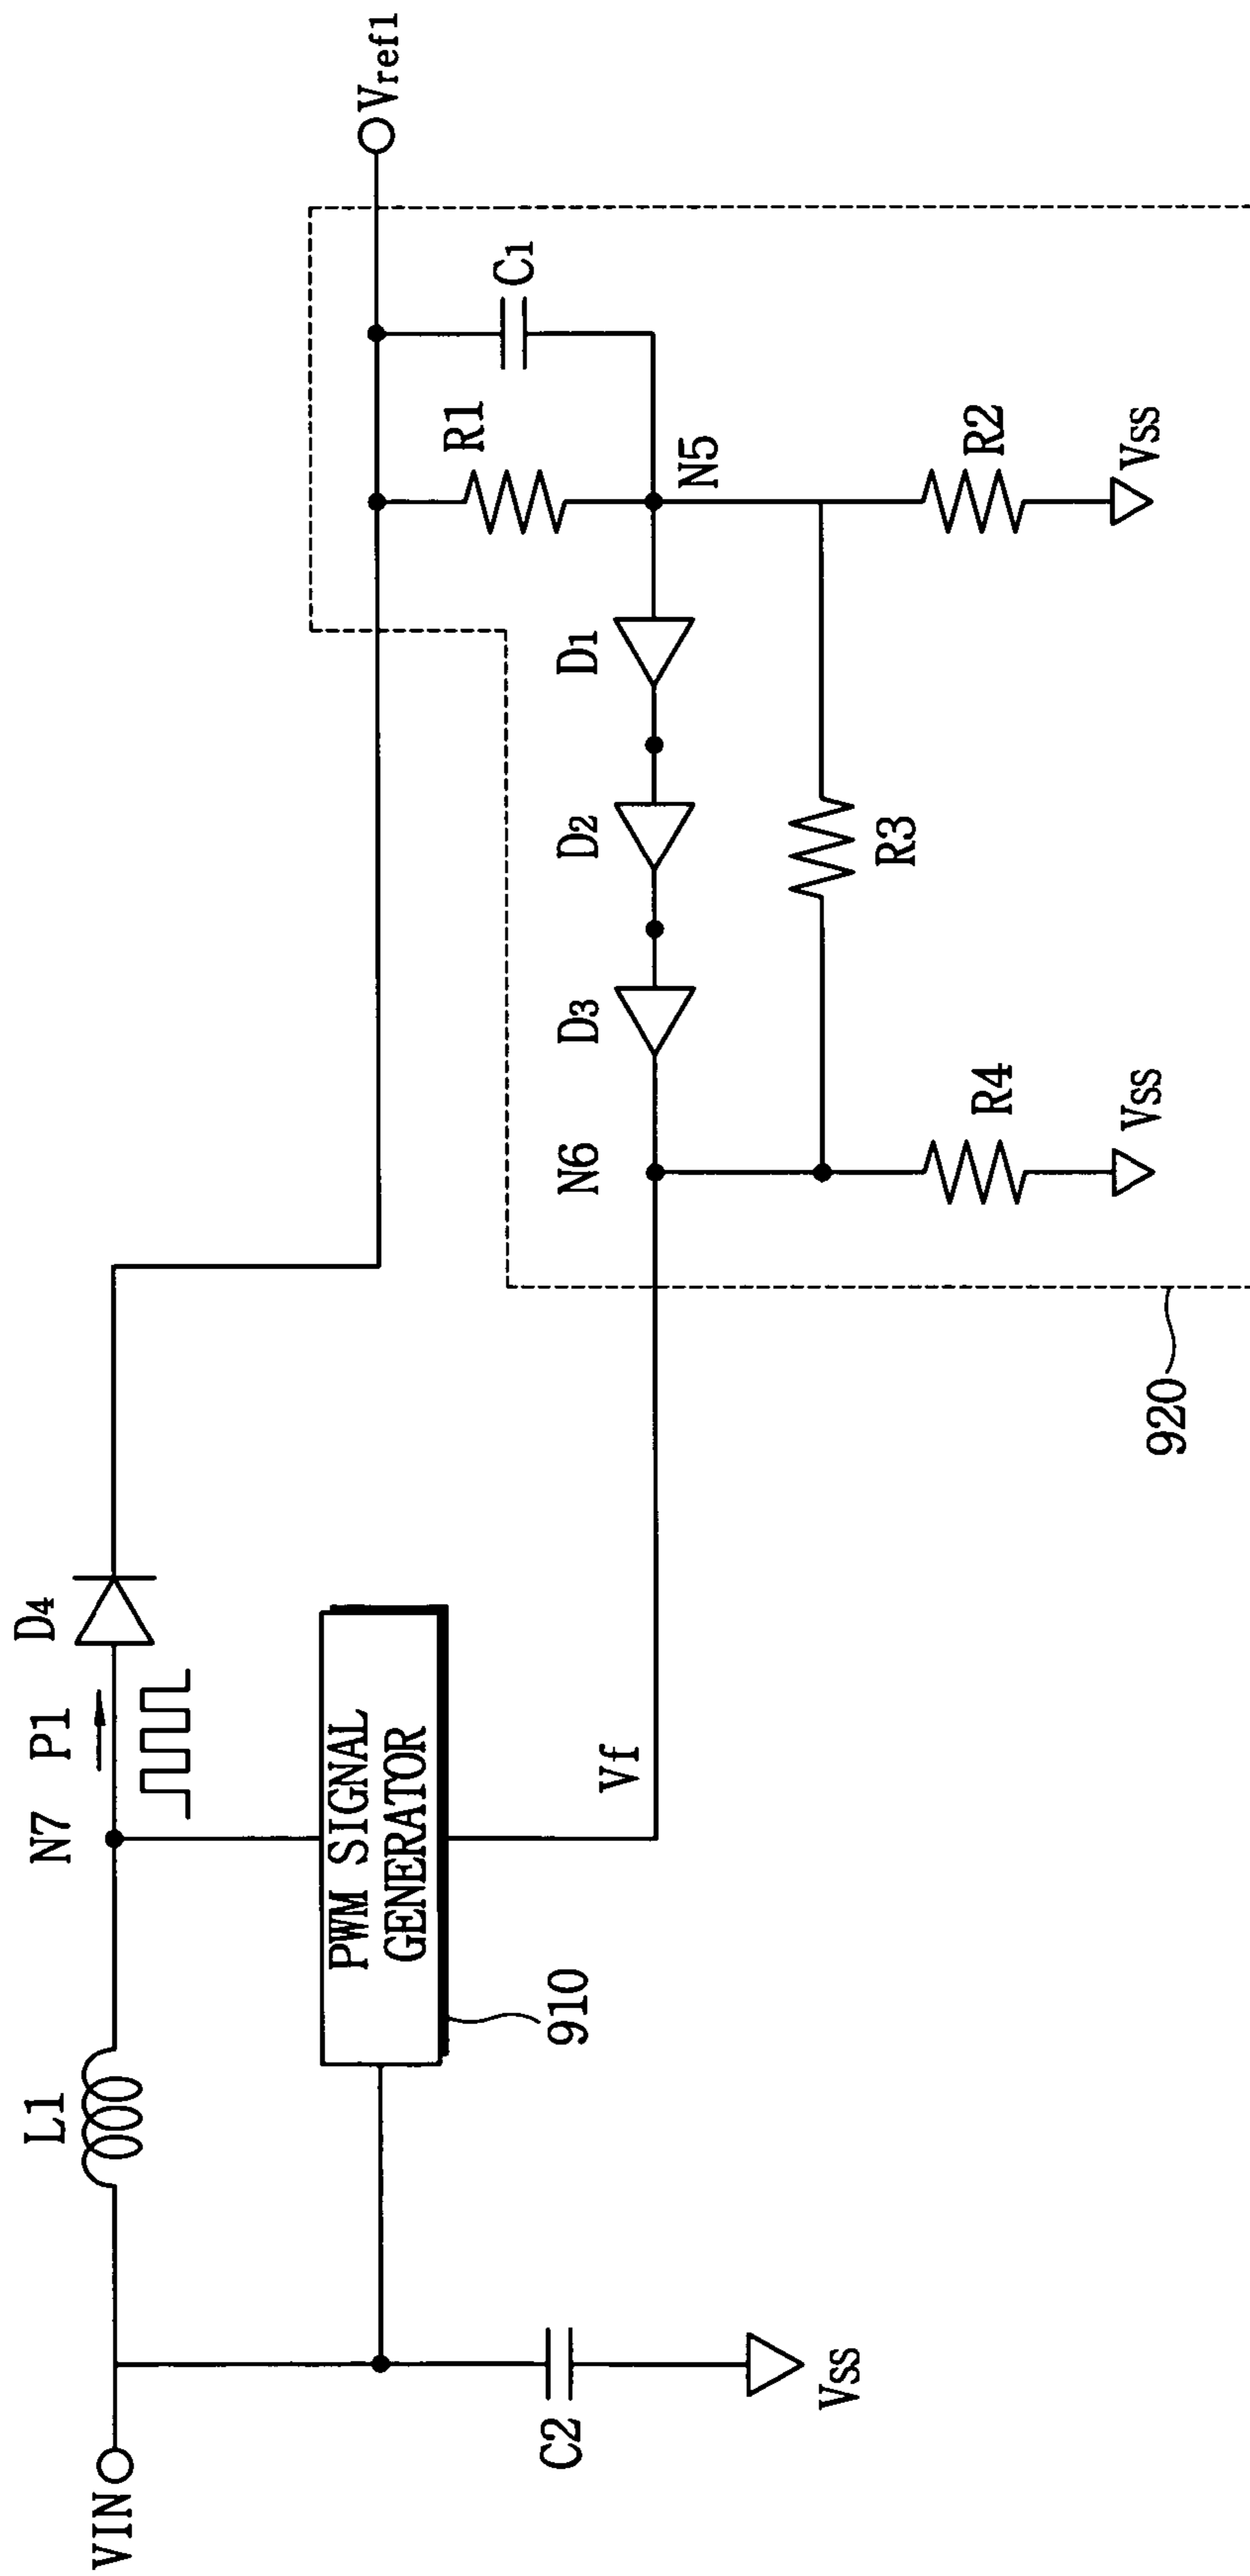 VIN
L1
N7
P1
D4
Vref1
C2
VSS
PWM SIGNAL
GENERATOR
910
Vf
N6
D3
D2
D1
N5
R1
C1
R3
R4
VSS
R2
VSS
920